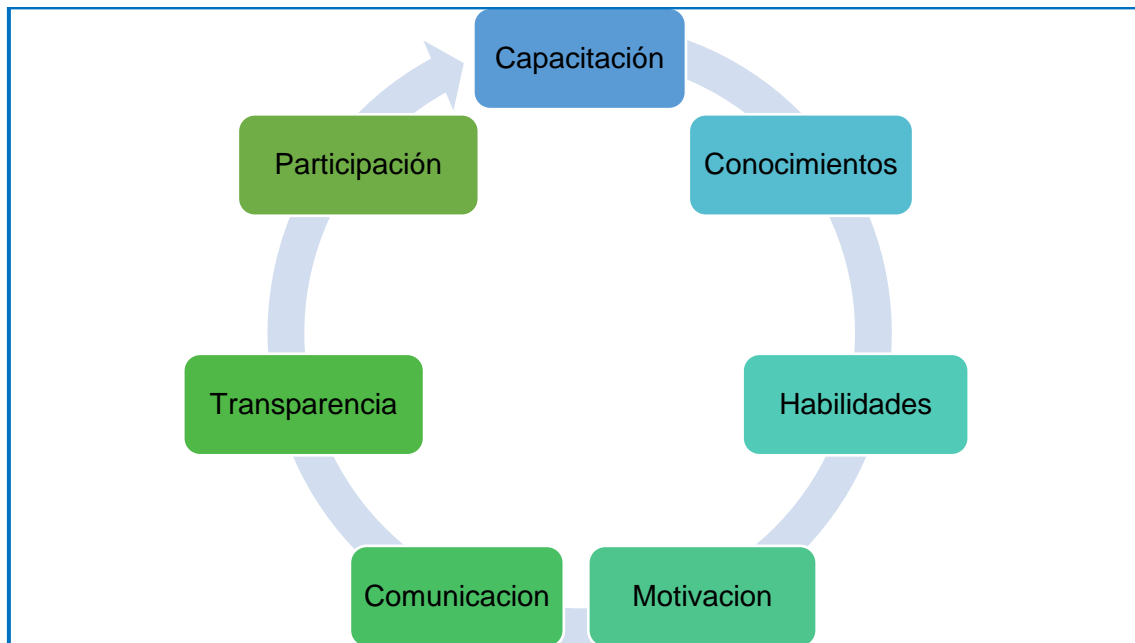 Capacitación
Conocimientos
Habilidades
Motivacion
Comunicacion
Transparencia
Participación